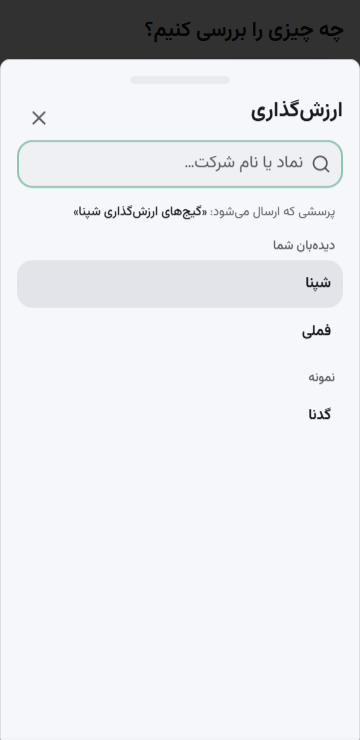 چه چیزی را بررسی کنیم؟
ارزش‌گذاری
نماد یا نام شرکت...
پرسشی که ارسال می‌شود: «گیج‌های ارزش‌گذاری شپنا»
دیده‌بان شما
شپنا
فملی
نمونه
گدنا